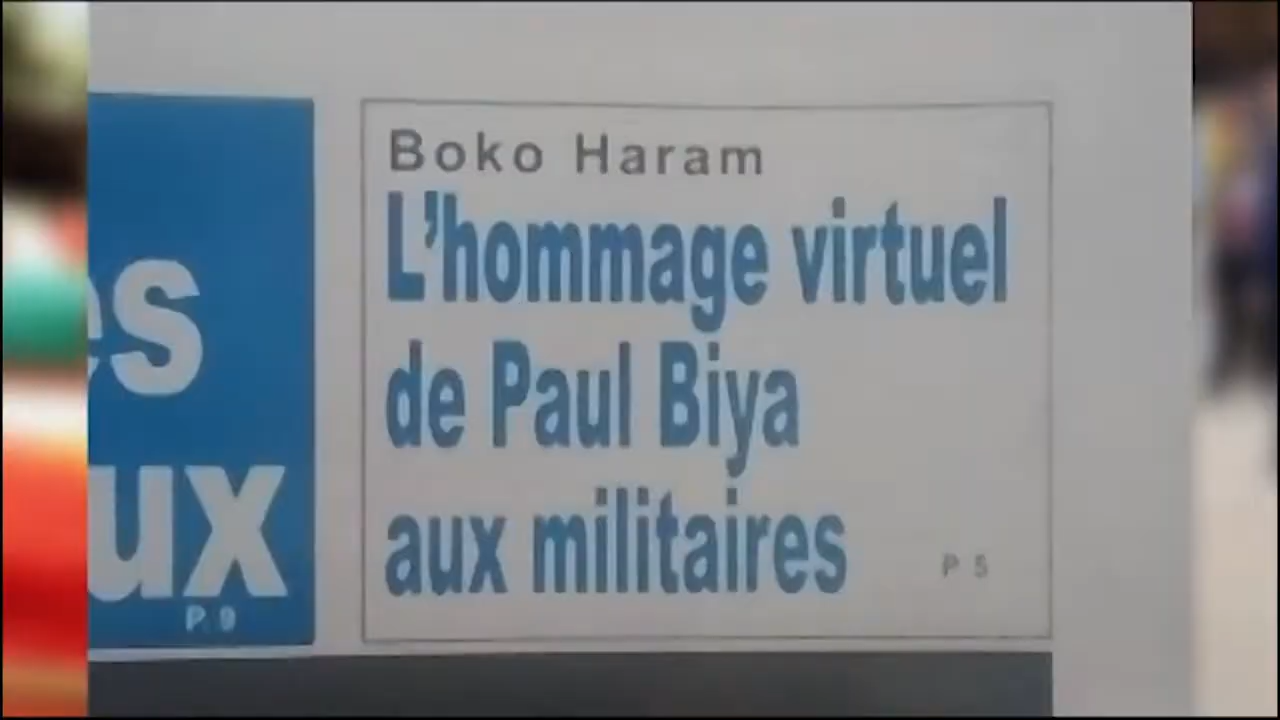 Boko Haram
L'hommage virtuel
de Paul Biya
aux militaires
P 5
es
ux
P. 9